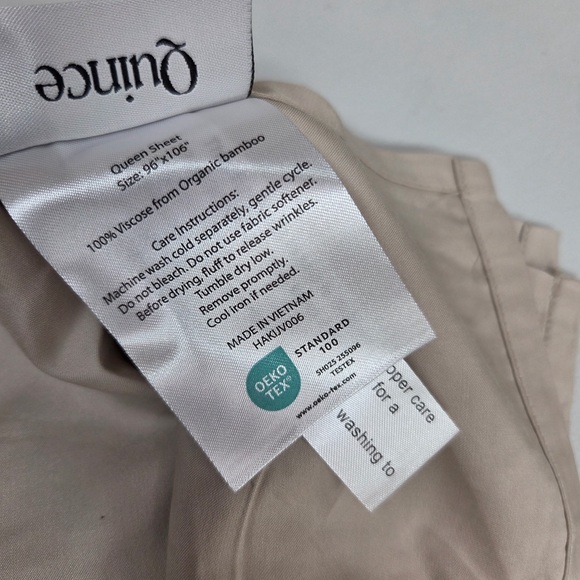 Quince
Queen Sheet
Size: 96"x106"
100% Viscose from Organic bamboo
Care Instructions:
Machine wash cold separately, gentle cycle.
Do not bleach. Do not use fabric softener.
Before drying, fluff to release wrinkles.
Tumble dry low.
Remove promptly.
Cool iron if needed.
MADE IN VIETNAM
HAKIJV006
OEKO
TEX®
STANDARD
100
SH025 255096
TESTEX
www.oeko-tex.com
oper care
for a
washing to